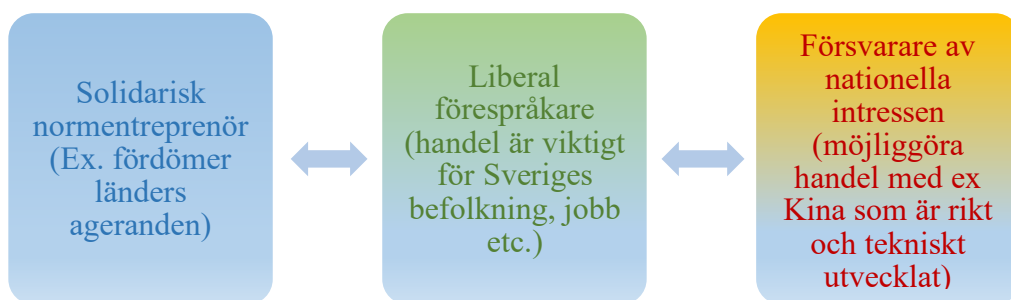 Solidarisk
normentreprenör
(Ex. fördömer
länders
ageranden)
Liberal
förespråkare
(handel är viktigt
för Sveriges
befolkning, jobb
etc.)
Försvarare av
nationella
intressen
(möjliggöra
handel med ex
Kina som är rikt
och tekniskt
utvecklat)